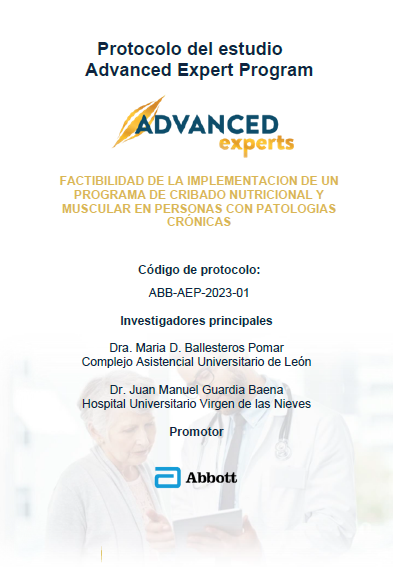 Protocolo del estudio
Advanced Expert Program
ADVANCED
experts
FACTIBILIDAD DE LA IMPLEMENTACION DE UN
PROGRAMA DE CRIBADO NUTRICIONAL Y
MUSCULAR EN PERSONAS CON PATOLOGIAS
CRÓNICAS
Código de protocolo:
ABB-AEP-2023-01
Investigadores principales
Dra. Maria D. Ballesteros Pomar
Complejo Asistencial Universitario de León
Dr. Juan Manuel Guardia Baena
Hospital Universitario Virgen de las Nieves
Promotor
Abbott